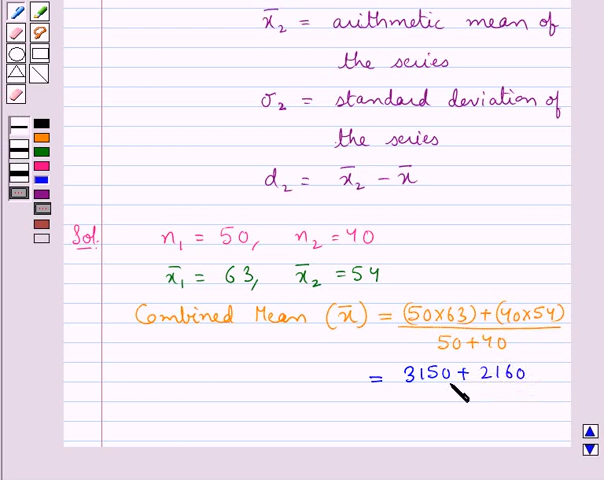 x̄₂ = arithmetic mean of
the series
σ₂ = standard deviation of
the series
d₂ = x̄₂ - x̄
Sol. n₁ = 50, n₂ = 40
x̄₁ = 63, x̄₂ = 54
Combined Mean (x̄) = (50×63)+(40×54)
50+40
= 3150 + 2160